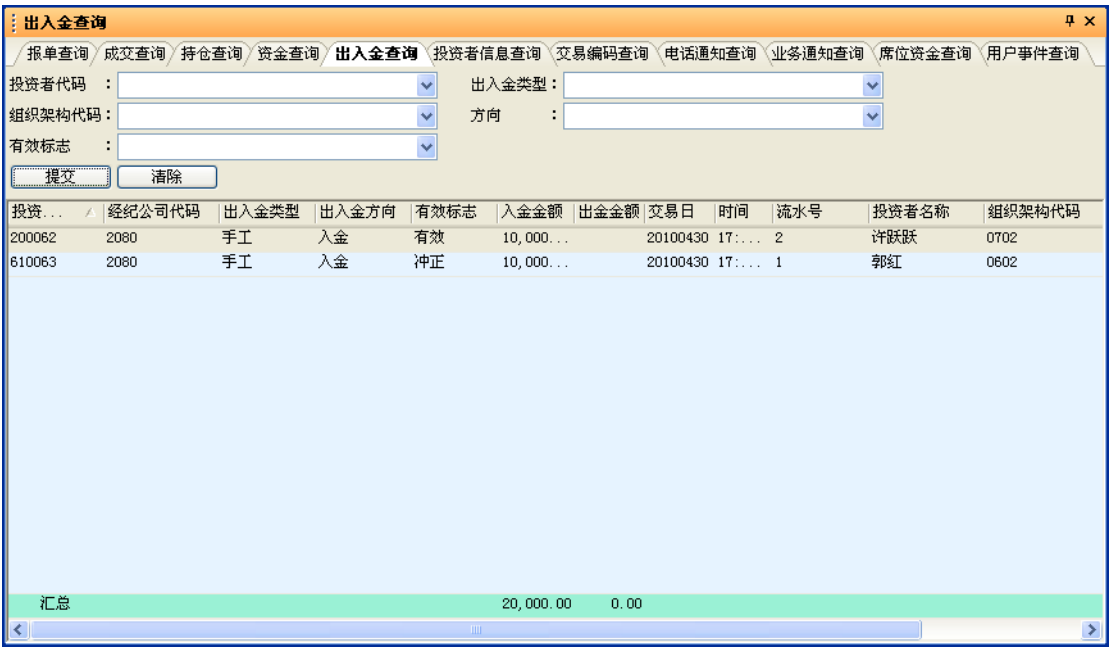 出入金查询
报单查询 成交查询 持仓查询 资金查询 出入金查询 投资者信息查询 交易编码查询 电话通知查询 业务通知查询 席位资金查询 用户事件查询
投资者代码 : 出入金类型:
组织架构代码: 方向 :
有效标志 :
提交 清除
投资... 经纪公司代码 出入金类型 出入金方向 有效标志 入金金额 出金金额 交易日 时间 流水号 投资者名称 组织架构代码
200062 2080 手工 入金 有效 10,000... 20100430 17:... 2 许跃跃 0702
610063 2080 手工 入金 冲正 10,000... 20100430 17:... 1 郭红 0602
汇总 20,000.00 0.00